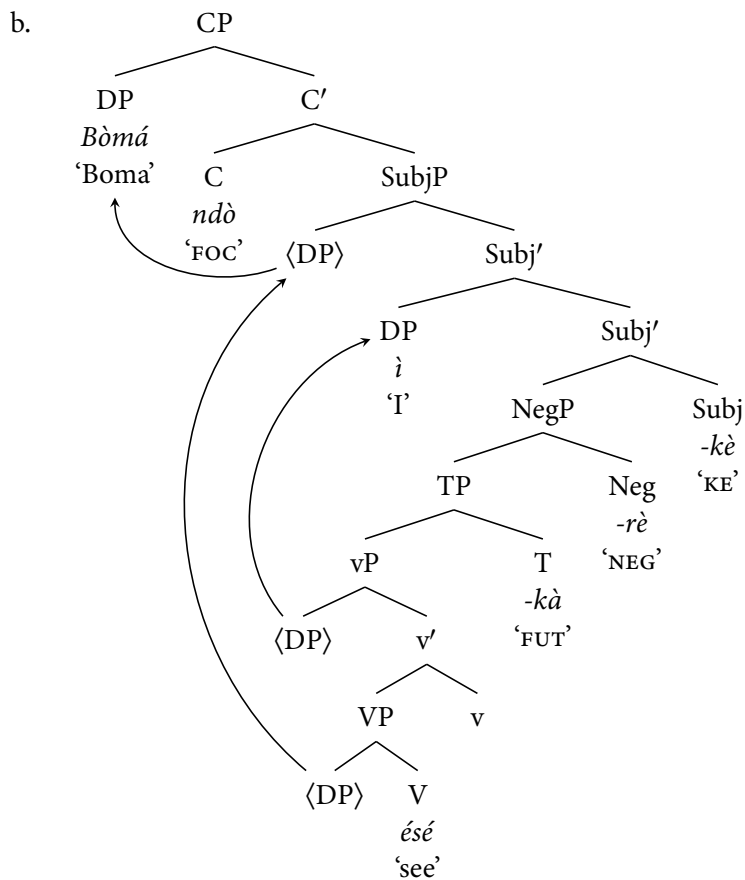 b.
CP
DP C′
Bòmá
‘Boma’ C SubjP
ndò
‘FOC’ ⟨DP⟩ Subj′
DP Subj′
ì
‘I’ NegP Subj
-kè
TP Neg ‘KE’
-rè
vP T ‘NEG’
-kà
⟨DP⟩ v′ ‘FUT’
VP v
⟨DP⟩ V
ésé
‘see’